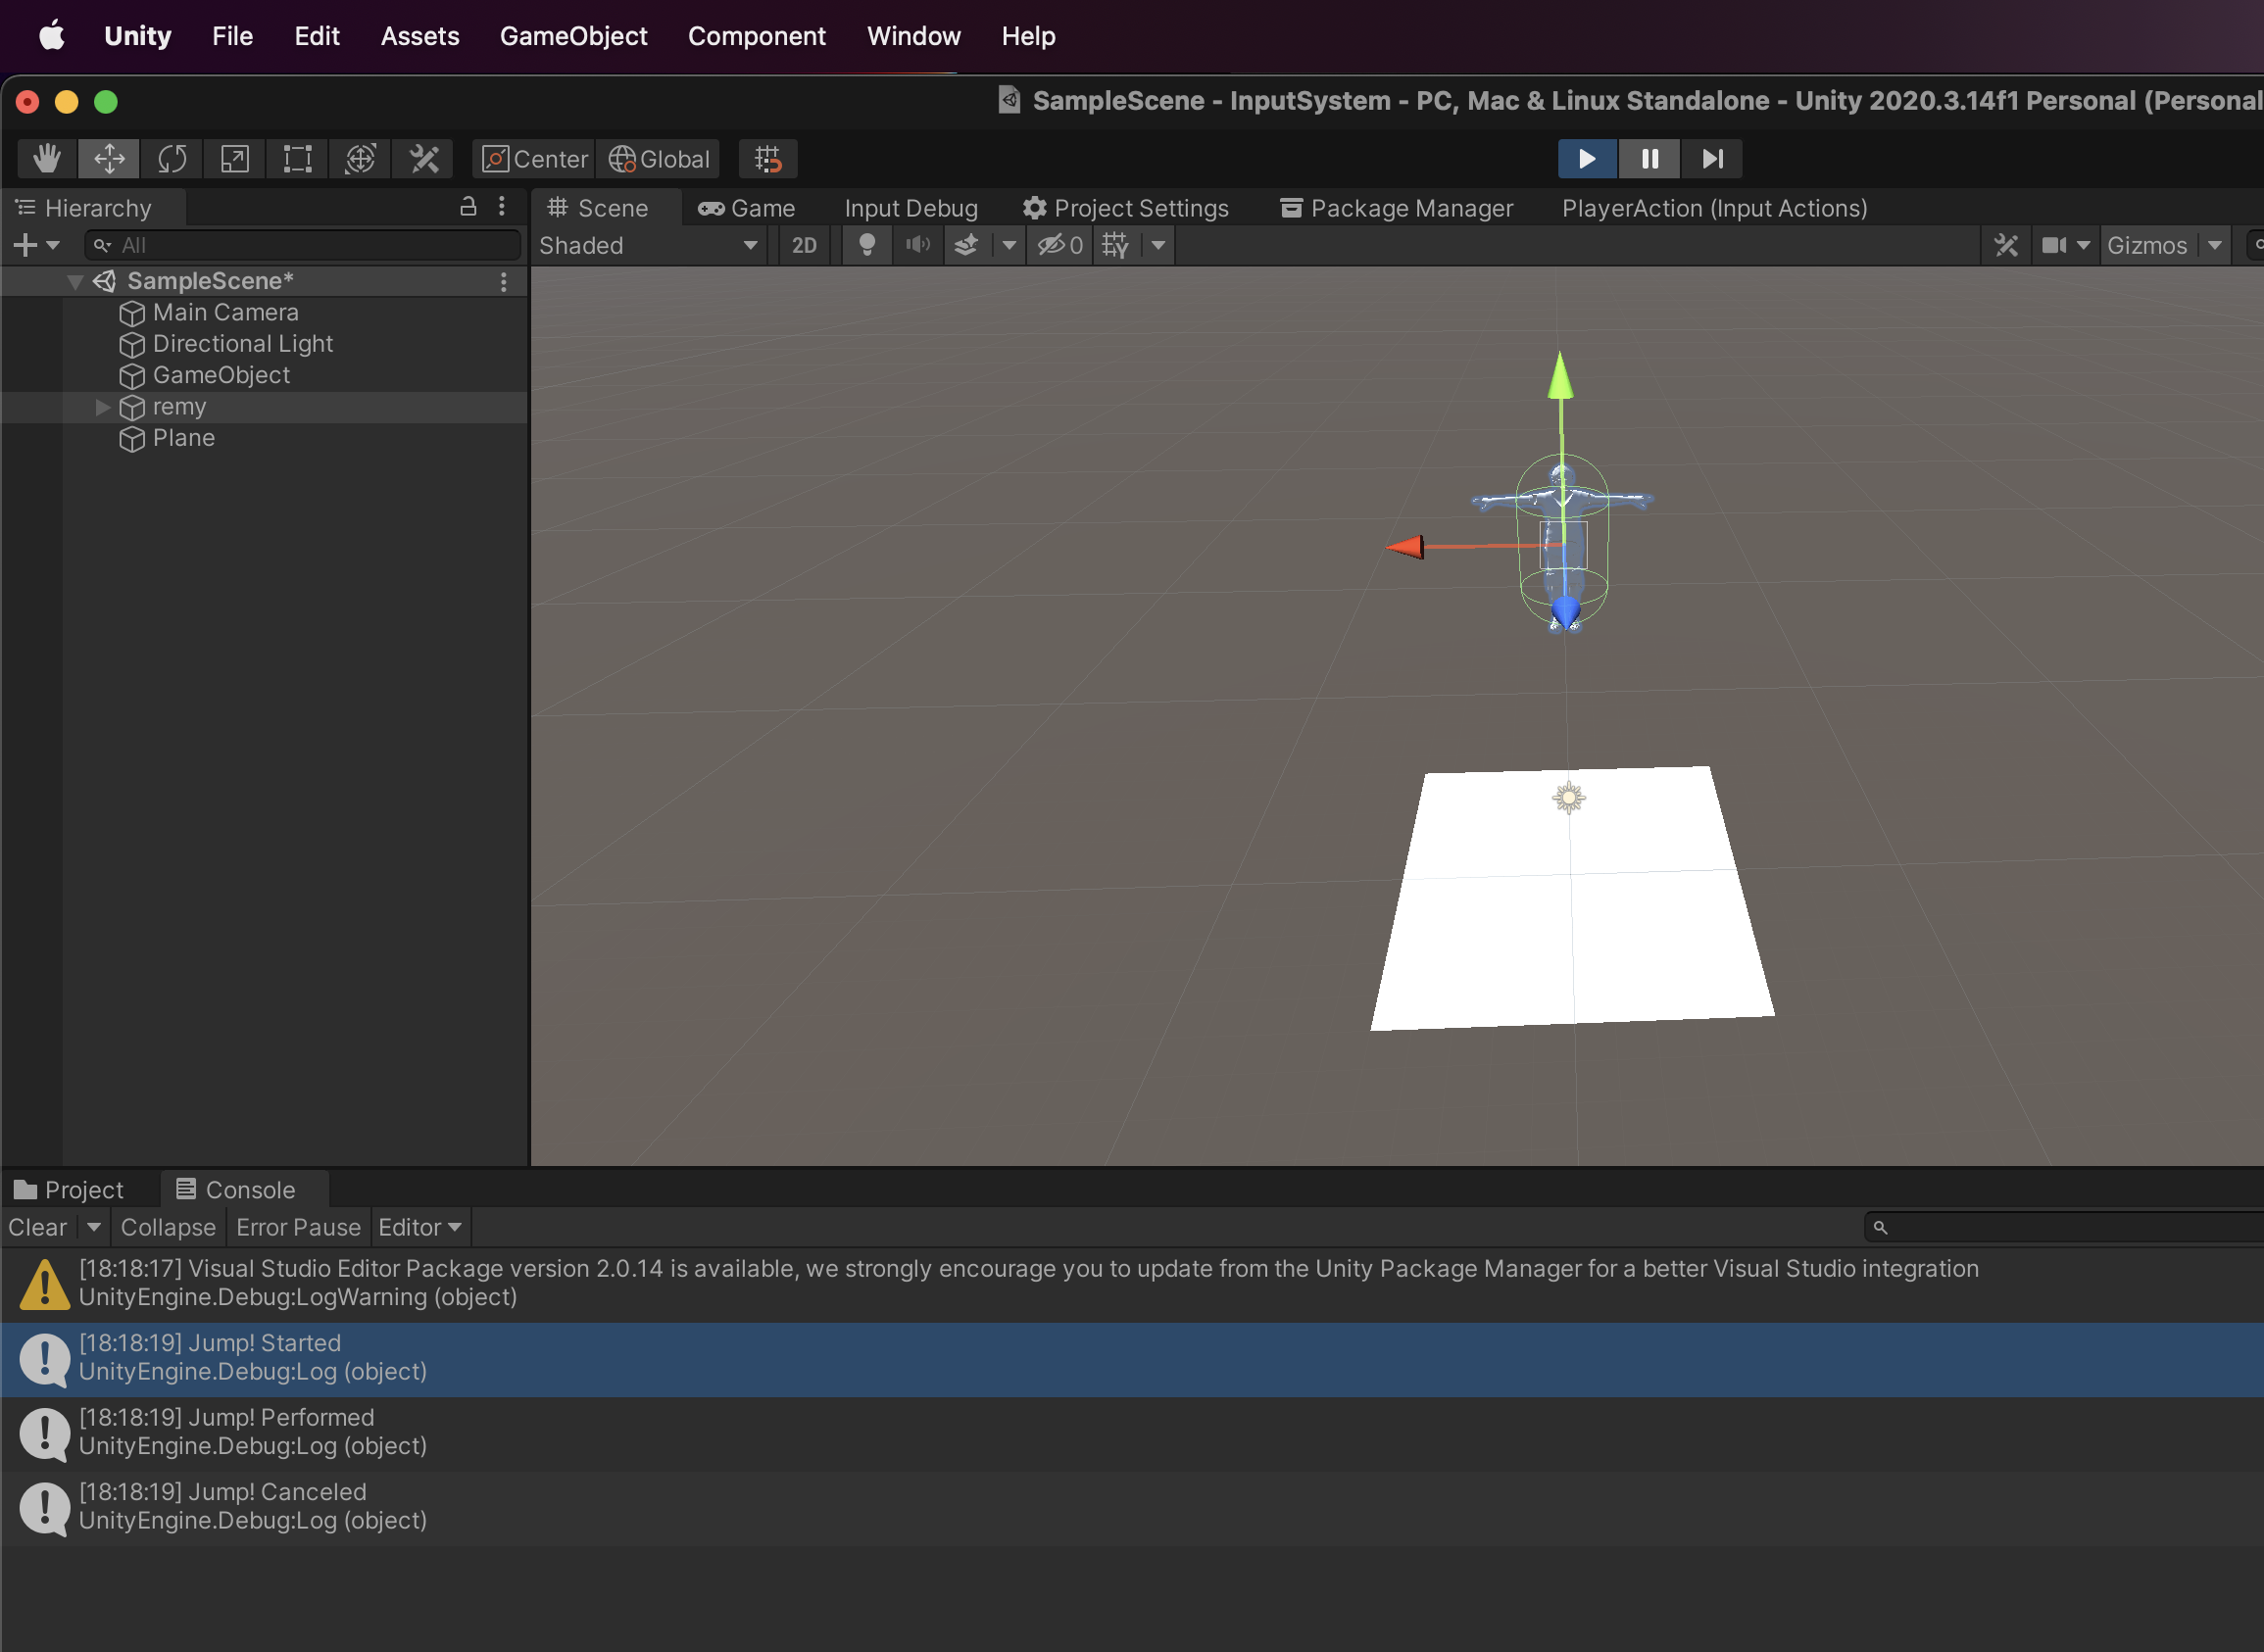 Unity File Edit Assets GameObject Component Window Help
SampleScene - InputSystem - PC, Mac & Linux Standalone - Unity 2020.3.14f1 Personal (Personal
Center Global
Hierarchy
Scene Game Input Debug Project Settings Package Manager PlayerAction (Input Actions)
All
Shaded 2D 0 Gizmos
SampleScene*
Main Camera
Directional Light
GameObject
remy
Plane
Project Console
Clear Collapse Error Pause Editor
[18:18:17] Visual Studio Editor Package version 2.0.14 is available, we strongly encourage you to update from the Unity Package Manager for a better Visual Studio integration
UnityEngine.Debug:LogWarning (object)
[18:18:19] Jump! Started
UnityEngine.Debug:Log (object)
[18:18:19] Jump! Performed
UnityEngine.Debug:Log (object)
[18:18:19] Jump! Canceled
UnityEngine.Debug:Log (object)